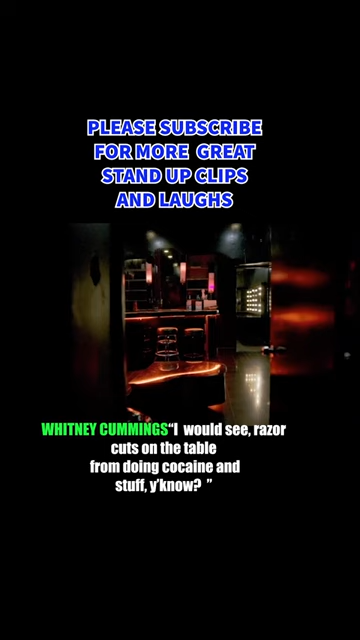 PLEASE SUBSCRIBE
FOR MORE GREAT
STAND UP CLIPS
AND LAUGHS
WHITNEY CUMMINGS“I would see, razor
cuts on the table
from doing cocaine and
stuff, y’know? ”